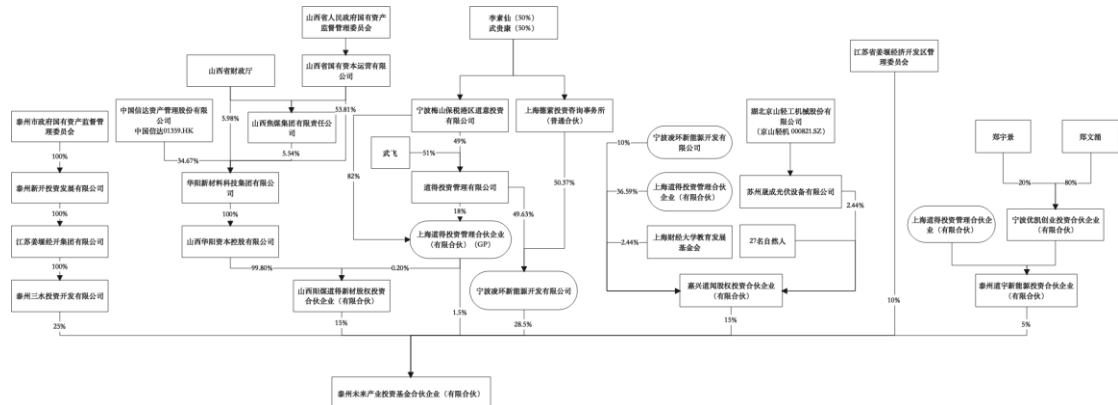 山西省人民政府国有资产
监督管理委员会
李素仙（50%）
武贵康（50%）
江苏省姜堰经济开发区管
理委员会
山西省财政厅
山西省国有资本运营有限
公司
泰州市政府国有资产监督管
理委员会
中国信达资产管理股份有限
公司
中国信达01359.HK
5.98%
53.81%
山西焦煤集团有限责任公
司
宁波梅山保税港区道意投资
有限公司
上海德蒙投资咨询事务所
（普通合伙）
湖北京山轻工机械股份有
限公司
（京山轻机 000821.SZ）
10%
宁波凌环新能源开发有限
公司
郑宇景
100%
34.67%
5.54%
82%
武飞
51%
49%
20%
80%
泰州新开投资发展有限公司
华阳新材料科技集团有限公
司
道得投资管理有限公司
50.37%
36.59%
上海道得投资管理合伙
企业（有限合伙）
苏州晟成光伏设备有限公司
2.44%
100%
100%
18%
49.63%
上海道得投资管理合伙企
业（有限合伙）
宁波优凯创业投资合伙企
业（有限合伙）
江苏姜堰经开集团有限公司
山西华阳资本控股有限公司
上海道得投资管理合伙企业
（有限合伙）（GP）
2.44%
上海财经大学教育发展
基金会
27名自然人
100%
99.80%
0.20%
泰州三水投资开发有限公司
山西阳煤道得新材股权投资
合伙企业（有限合伙）
宁波凌环新能源开发有限公司
嘉兴道闻股权投资合伙企业
（有限合伙）
10%
泰州道宇新能源投资合伙企业
（有限合伙）
25%
15%
1.5%
28.5%
15%
5%
泰州未来产业投资基金合伙企业（有限合伙）